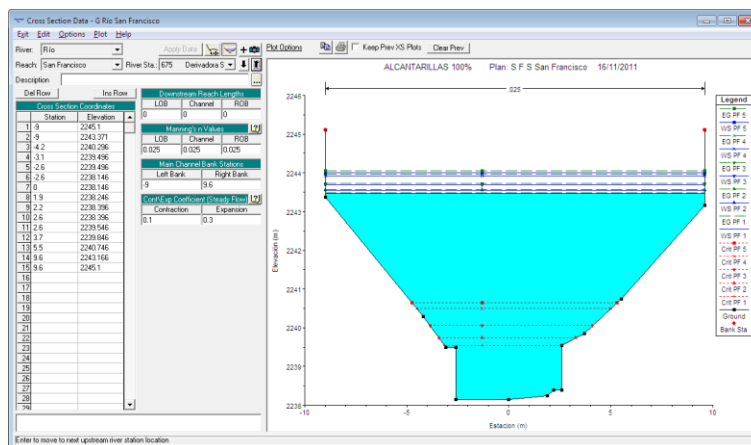 Cross Section Data - G Rio San Francisco
Exit Edit Options Plot Help
River: Río Apply Data Plot Options Keep Prev XS Plots Clear Prev
Reach: San Francisco River Sta.: 675 Derivadora S
Description ...
Del Row Ins Row
Cross Section Coordinates
Station Elevation
1 -9 2245.1
2 -9 2243.371
3 -4.2 2240.296
4 -3.1 2239.496
5 -2.6 2239.496
6 -2.6 2238.146
7 0 2238.146
8 1.9 2238.246
9 2.2 2238.396
10 2.6 2238.396
11 2.6 2239.546
12 3.7 2239.846
13 5.5 2240.746
14 9.6 2243.166
15 9.6 2245.1
16
17
18
19
20
21
22
23
24
25
26
27
28
29
Downstream Reach Lengths
LOB Channel ROB
0 0 0
Manning's n Values ?
LOB Channel ROB
0.025 0.025 0.025
Main Channel Bank Stations
Left Bank Right Bank
-9 9.6
Cont\Exp Coefficient (Steady Flow) ?
Contraction Expansion
0.1 0.3
ALCANTARILLAS 100% Plan: S F S San Francisco 16/11/2011
.025
2246
2245
2244
2243
2242
2241
2240
2239
2238
Elevación (m)
-10 -5 0 5 10
Estacion (m)
Legend
EG PF 5
WS PF 5
EG PF 4
WS PF 4
EG PF 3
WS PF 3
EG PF 2
WS PF 2
EG PF 1
WS PF 1
Crit PF 5
Crit PF 4
Crit PF 3
Crit PF 2
Crit PF 1
Ground
Bank Sta
Enter to move to next upstream river station location